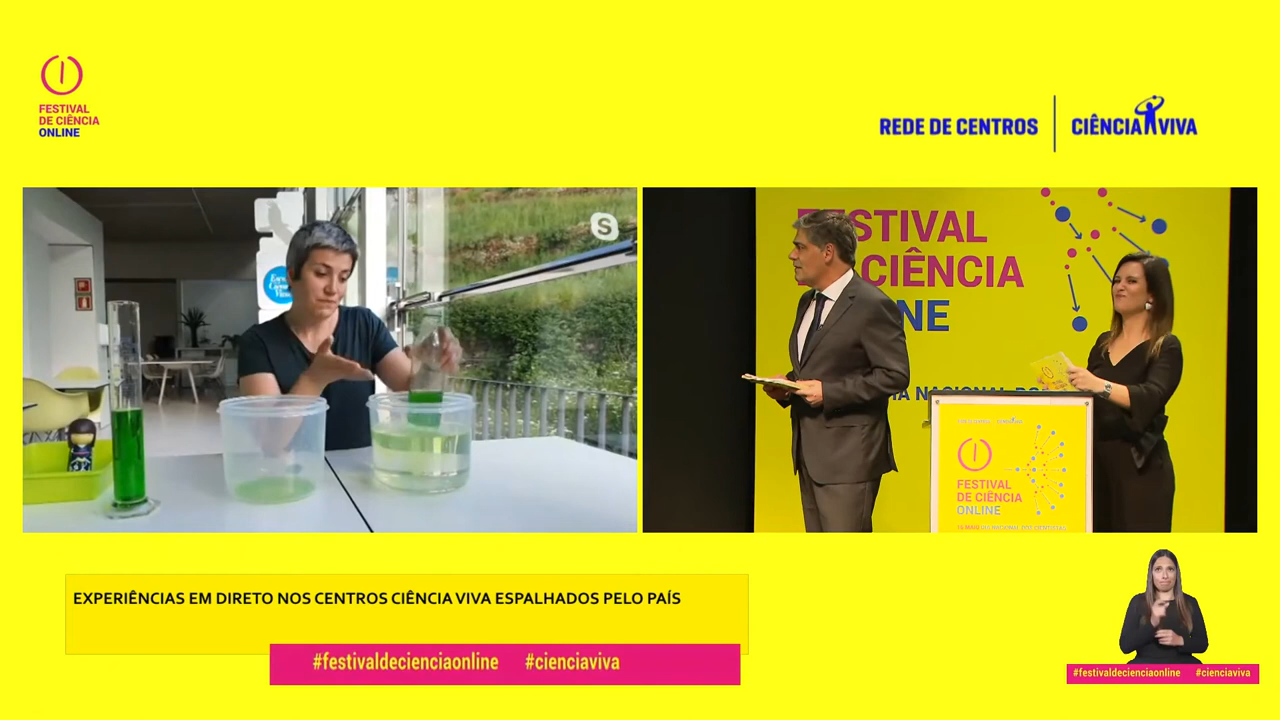 FESTIVAL
DE CIÊNCIA
ONLINE
REDE DE CENTROS
CIÊNCIA VIVA
S
FESTIVAL
CIÊNCIA
NE
NACIONAL
FESTIVAL
DE CIÊNCIA
ONLINE
EXPERIÊNCIAS EM DIRETO NOS CENTROS CIÊNCIA VIVA ESPALHADOS PELO PAÍS
#festivaldecienciaonline #cienciaviva
#festivaldecienciaonline #cienciaviva